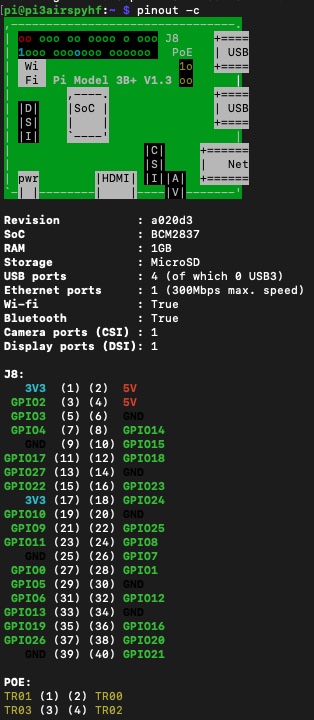 pi@pi3airspyhf:~ $ pinout -c
,--------------------------------.
| oo oo ooo oooo o ooo J8   +====
| 1ooo oooooooo ooooooo PoE | USB
| Wi 1o +====
| Fi Pi Model 3B+ V1.3 oo |
| ,----. +====
| |D| |SoC | | USB
| |S| | | +====
| |I| `----' |
| |C| +======
| |S| | Net
| pwr |HDMI| |I||A| +======
`-| |--------| |----|V|-------'
Revision : a020d3
SoC : BCM2837
RAM : 1GB
Storage : MicroSD
USB ports : 4 (of which 0 USB3)
Ethernet ports : 1 (300Mbps max. speed)
Wi-fi : True
Bluetooth : True
Camera ports (CSI) : 1
Display ports (DSI): 1
J8:
3V3 (1) (2) 5V
GPIO2 (3) (4) 5V
GPIO3 (5) (6) GND
GPIO4 (7) (8) GPIO14
GND (9) (10) GPIO15
GPIO17 (11) (12) GPIO18
GPIO27 (13) (14) GND
GPIO22 (15) (16) GPIO23
3V3 (17) (18) GPIO24
GPIO10 (19) (20) GND
GPIO9 (21) (22) GPIO25
GPIO11 (23) (24) GPIO8
GND (25) (26) GPIO7
GPIO0 (27) (28) GPIO1
GPIO5 (29) (30) GND
GPIO6 (31) (32) GPIO12
GPIO13 (33) (34) GND
GPIO19 (35) (36) GPIO16
GPIO26 (37) (38) GPIO20
GND (39) (40) GPIO21
POE:
TR01 (1) (2) TR00
TR03 (3) (4) TR02